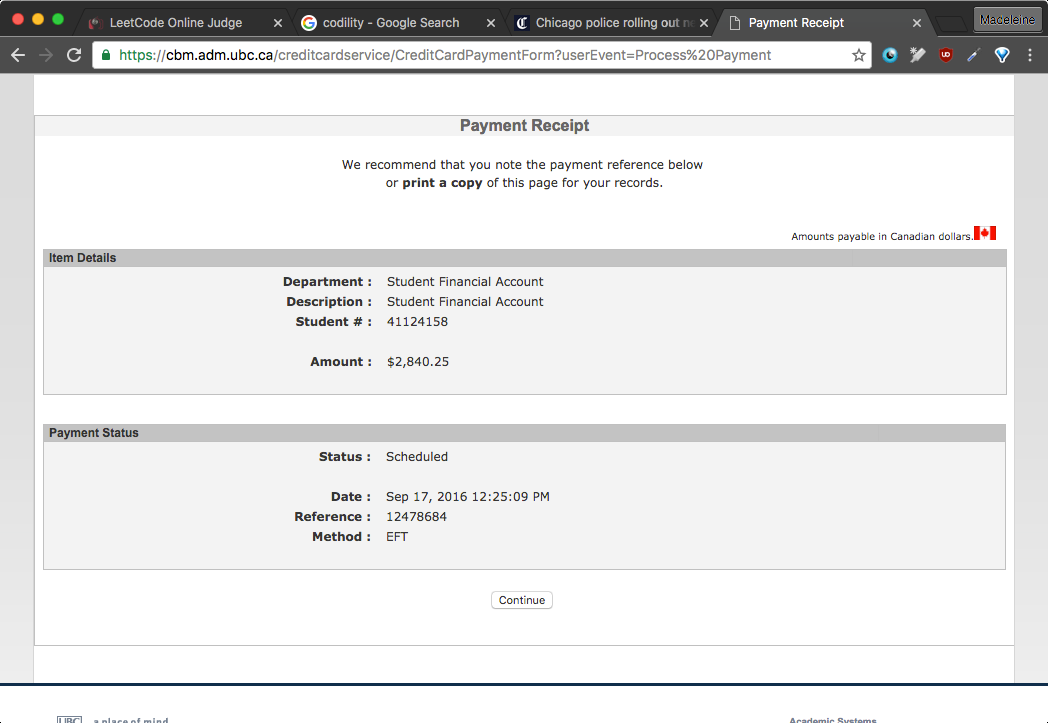 LeetCode Online Judge
codility - Google Search
Chicago police rolling out
Payment Receipt
Maceleine
https://cbm.adm.ubc.ca/creditcardservice/CreditCardPaymentForm?userEvent=Process%20Payment
Payment Receipt
We recommend that you note the payment reference below
or print a copy of this page for your records.
Amounts payable in Canadian dollars.
Item Details
Department : Student Financial Account
Description : Student Financial Account
Student # : 41124158
Amount : $2,840.25
Payment Status
Status : Scheduled
Date : Sep 17, 2016 12:25:09 PM
Reference : 12478684
Method : EFT
Continue
UBC a place of mind
Academic Systems